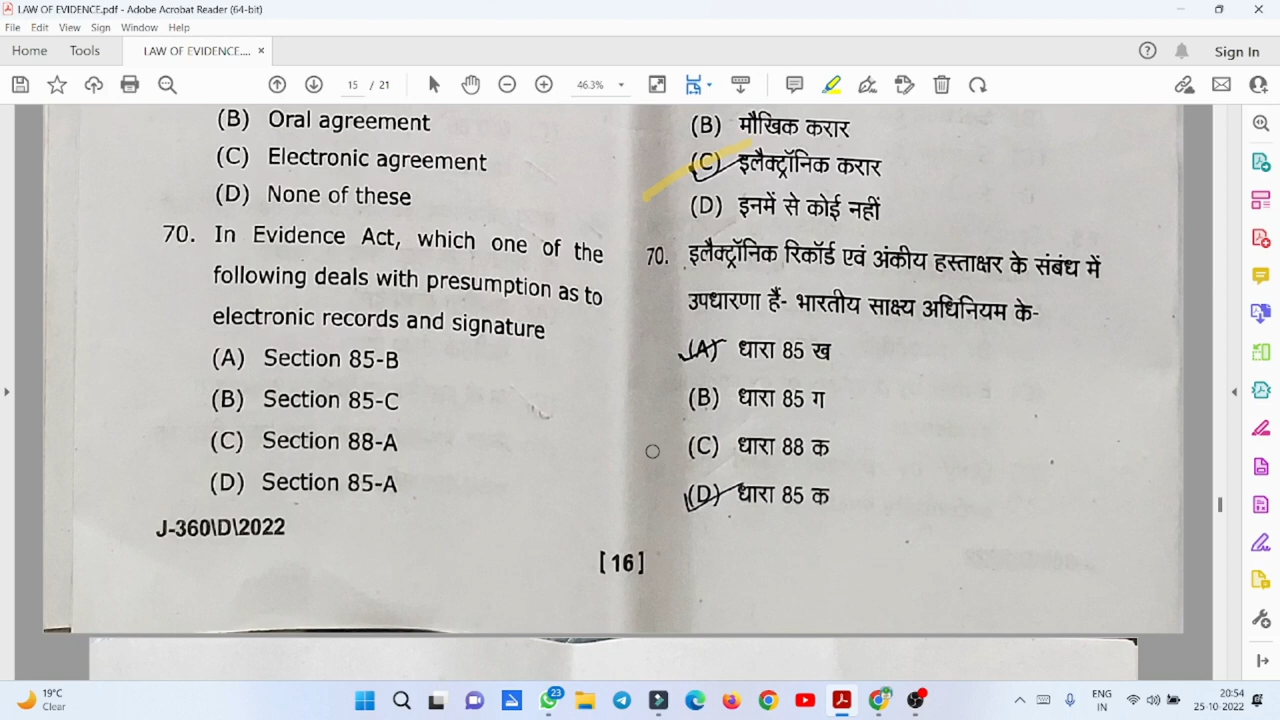 LAW OF EVIDENCE.pdf - Adobe Acrobat Reader (64-bit)
File Edit View Sign Window Help
Home Tools LAW OF EVIDENCE.... × Sign In
15 / 21 46.3%
(B) Oral agreement
(C) Electronic agreement
(D) None of these
70. In Evidence Act, which one of the
following deals with presumption as to
electronic records and signature
(A) Section 85-B
(B) Section 85-C
(C) Section 88-A
(D) Section 85-A
J-360\D\2022
(B) मौखिक करार
(C) इलैक्ट्रॉनिक करार
(D) इनमें से कोई नहीं
70. इलैक्ट्रॉनिक रिकॉर्ड एवं अंकीय हस्ताक्षर के संबंध में
उपधारणा हैं- भारतीय साक्ष्य अधिनियम के-
(A) धारा 85 ख
(B) धारा 85 ग
(C) धारा 88 क
(D) धारा 85 क
[16]
19°C
Clear
23
ENG
IN
20:54
25-10-2022